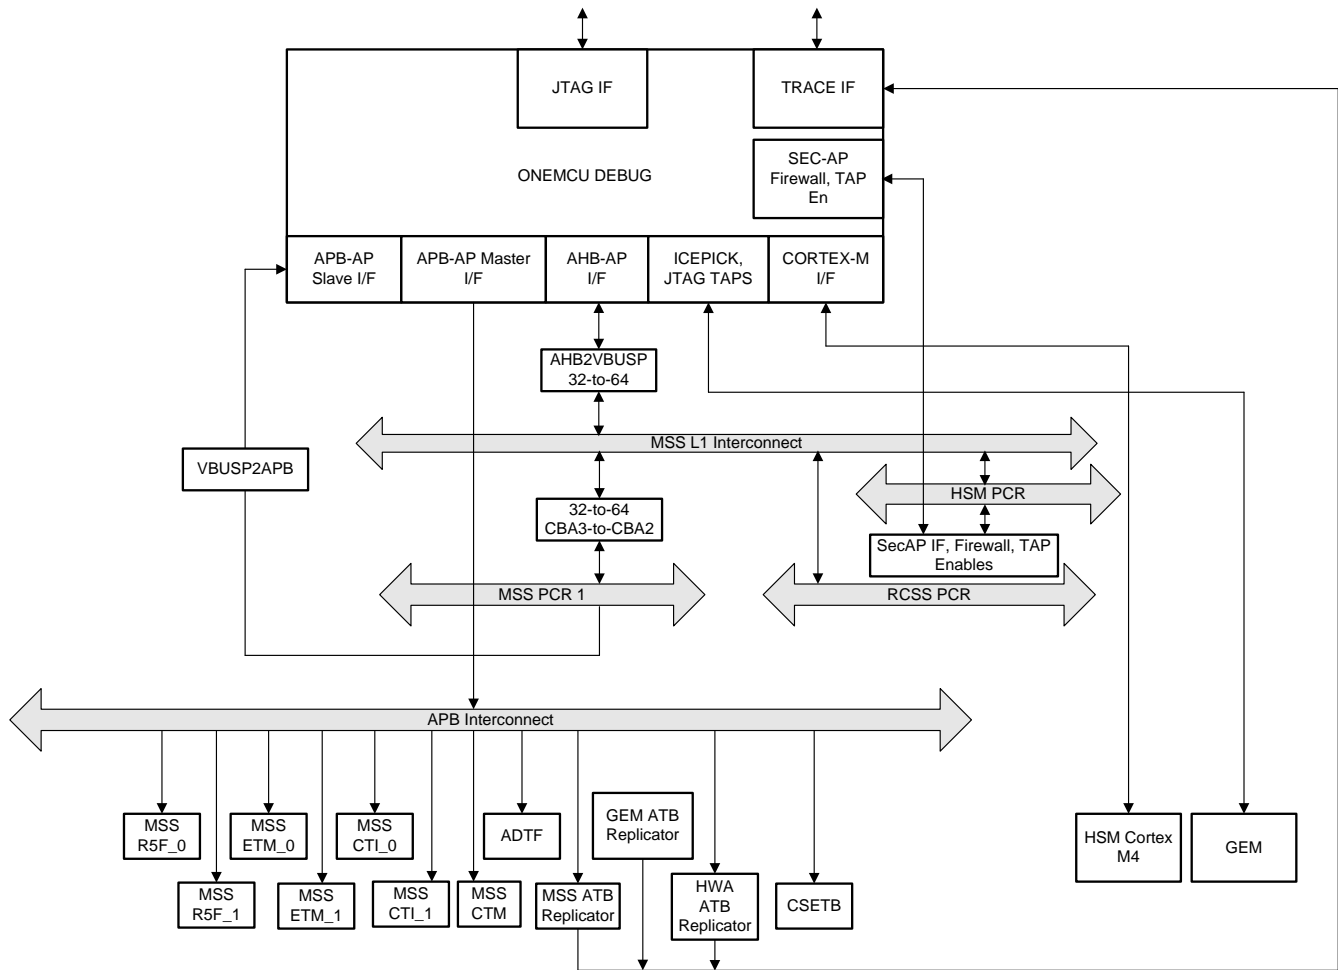 JTAG IF
TRACE IF
ONEMCU DEBUG
SEC-AP
Firewall, TAP
En
APB-AP
Slave I/F
APB-AP Master
I/F
AHB-AP
I/F
ICEPICK,
JTAG TAPS
CORTEX-M
I/F
AHB2VBUSP
32-to-64
MSS L1 Interconnect
VBUSP2APB
HSM PCR
32-to-64
CBA3-to-CBA2
SecAP IF, Firewall, TAP
Enables
MSS PCR 1
RCSS PCR
APB Interconnect
MSS
R5F_0
MSS
ETM_0
MSS
CTI_0
ADTF
GEM ATB
Replicator
HSM Cortex
M4
GEM
MSS
R5F_1
MSS
ETM_1
MSS
CTI_1
MSS
CTM
MSS ATB
Replicator
HWA
ATB
Replicator
CSETB